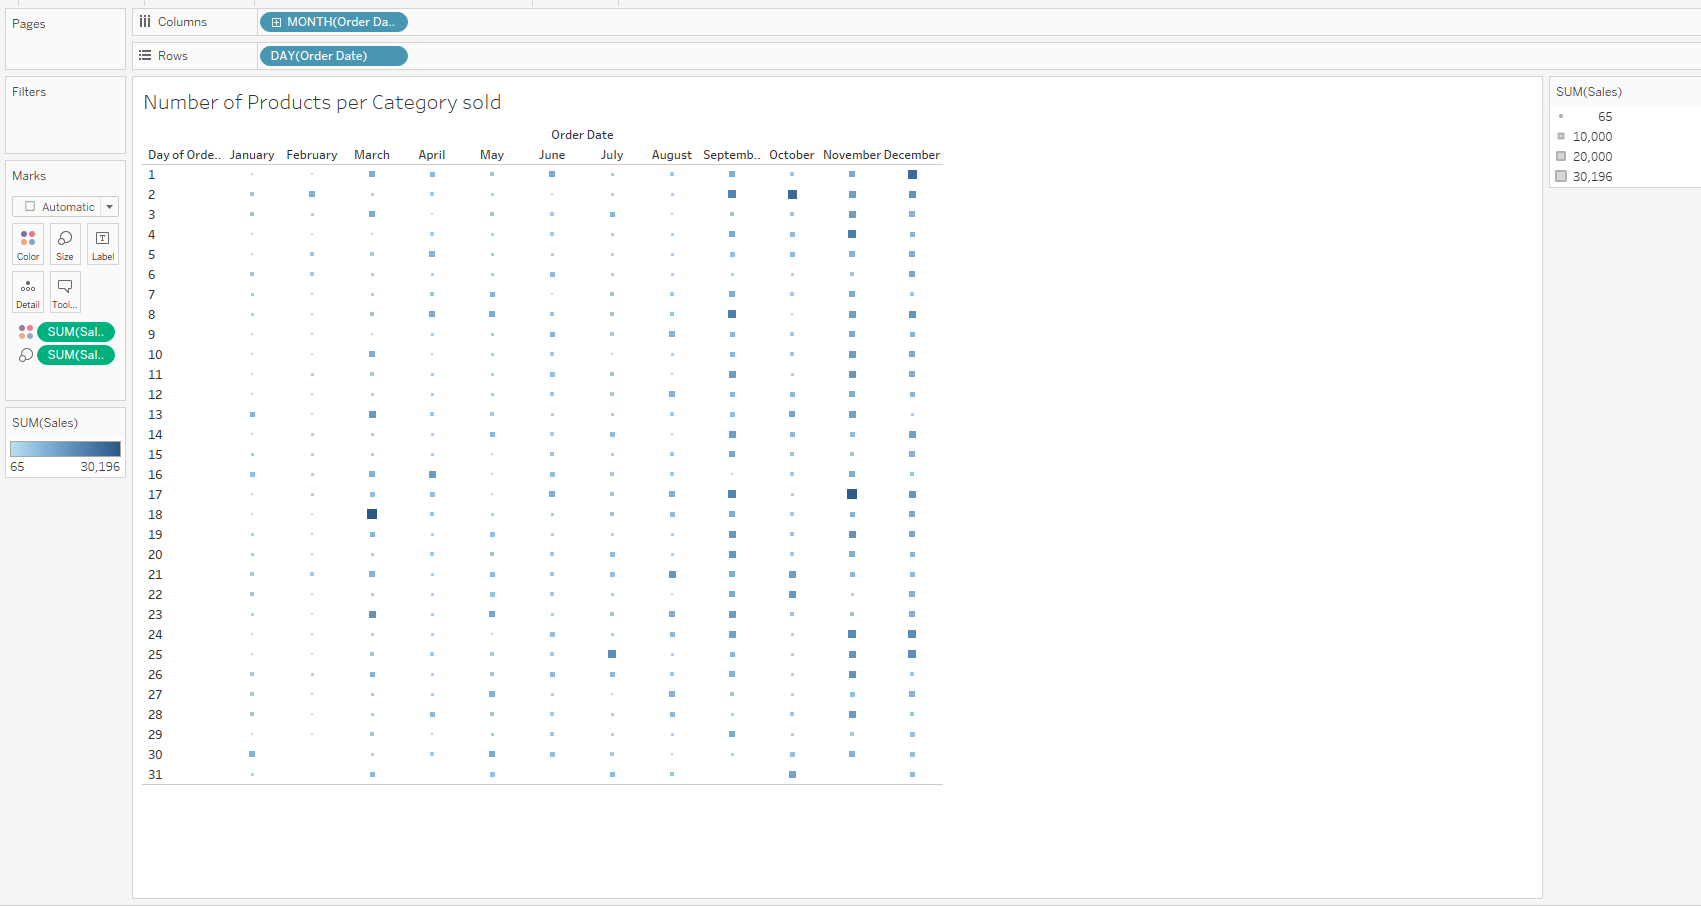 Pages
Columns
MONTH(Order Da..
Rows
DAY(Order Date)
Filters
Marks
Automatic
Color Size Label
Detail Tool...
SUM(Sal..
SUM(Sal..
SUM(Sales)
65 30,196
Number of Products per Category sold
Order Date
Day of Orde.. January February March April May June July August Septemb.. October November December
1
2
3
4
5
6
7
8
9
10
11
12
13
14
15
16
17
18
19
20
21
22
23
24
25
26
27
28
29
30
31
SUM(Sales)
65
10,000
20,000
30,196